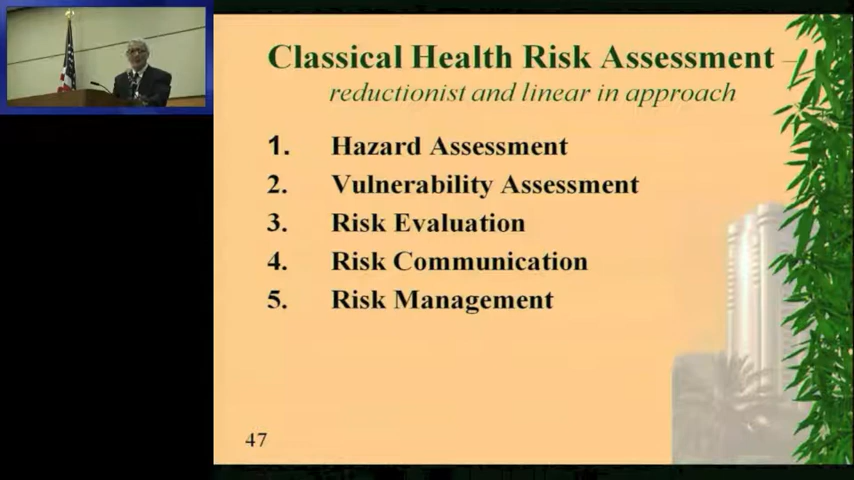 Classical Health Risk Assessment –
reductionist and linear in approach
1. Hazard Assessment
2. Vulnerability Assessment
3. Risk Evaluation
4. Risk Communication
5. Risk Management
47